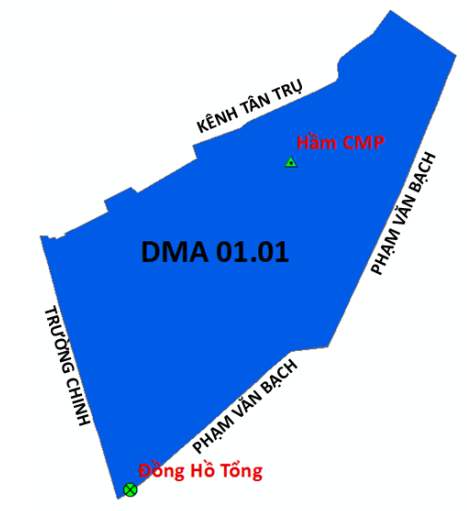 KÊNH TÂN TRỤ
Hầm CMP
PHẠM VĂN BẠCH
DMA 01.01
TRƯỜNG CHINH
PHẠM VĂN BẠCH
Đồng Hồ Tổng